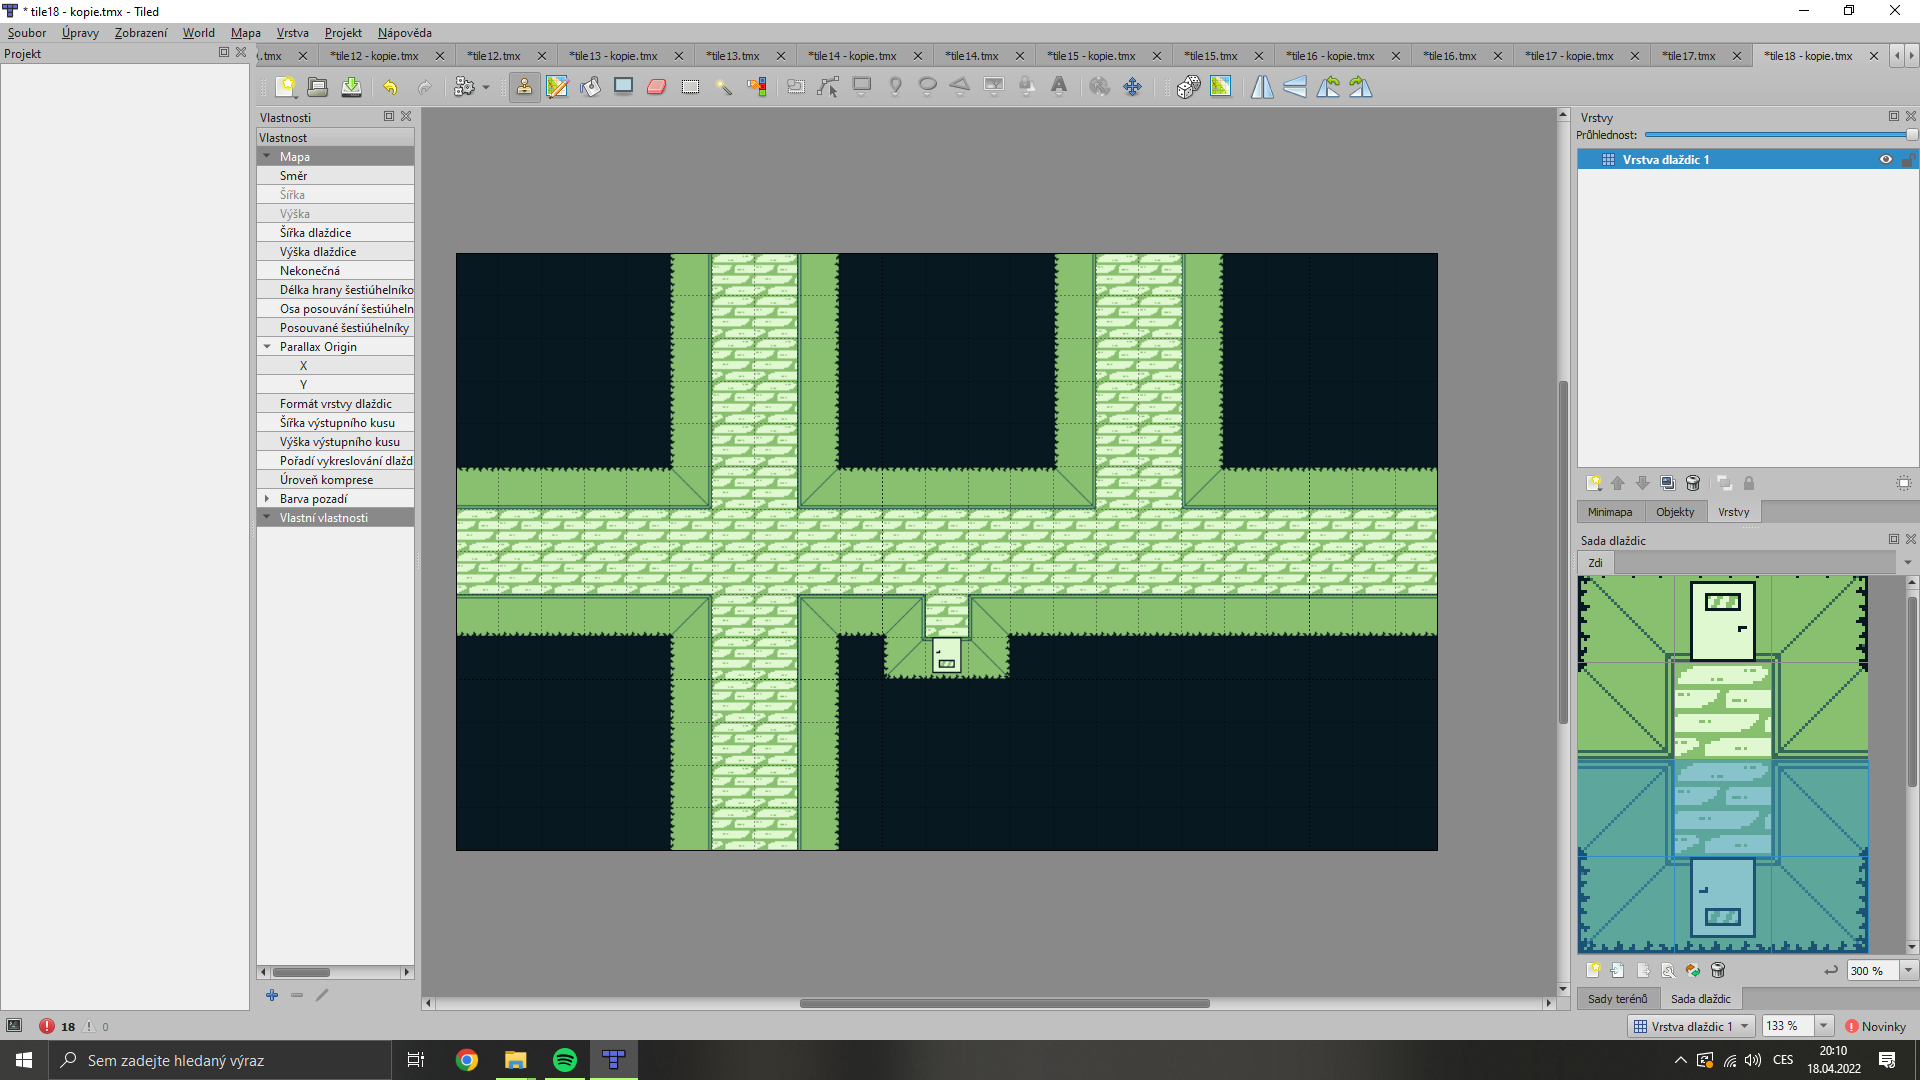 * tile18 - kopie.tmx - Tiled
Soubor Úpravy Zobrazení World Mapa Vrstva Projekt Nápověda
Projekt
.tmx *tile12 - kopie.tmx *tile12.tmx *tile13 - kopie.tmx *tile13.tmx *tile14 - kopie.tmx *tile14.tmx *tile15 - kopie.tmx *tile15.tmx *tile16 - kopie.tmx *tile16.tmx *tile17 - kopie.tmx *tile17.tmx *tile18 - kopie.tmx
Vlastnosti
Vlastnost
Mapa
Směr
Šířka
Výška
Šířka dlaždice
Výška dlaždice
Nekonečná
Délka hrany šestiúhelníko
Osa posouvání šestiúheln
Posouvané šestiúhelníky
Parallax Origin
X
Y
Formát vrstvy dlaždic
Šířka výstupního kusu
Výška výstupního kusu
Pořadí vykreslování dlažd
Úroveň komprese
Barva pozadí
Vlastní vlastnosti
Vrstvy
Průhlednost:
Vrstva dlaždic 1
Minimapa Objekty Vrstvy
Sada dlaždic
Zdi
300 %
Sady terénů Sada dlaždic
18 0
Vrstva dlaždic 1 133 % Novinky
Sem zadejte hledaný výraz
CES
20:10
18.04.2022